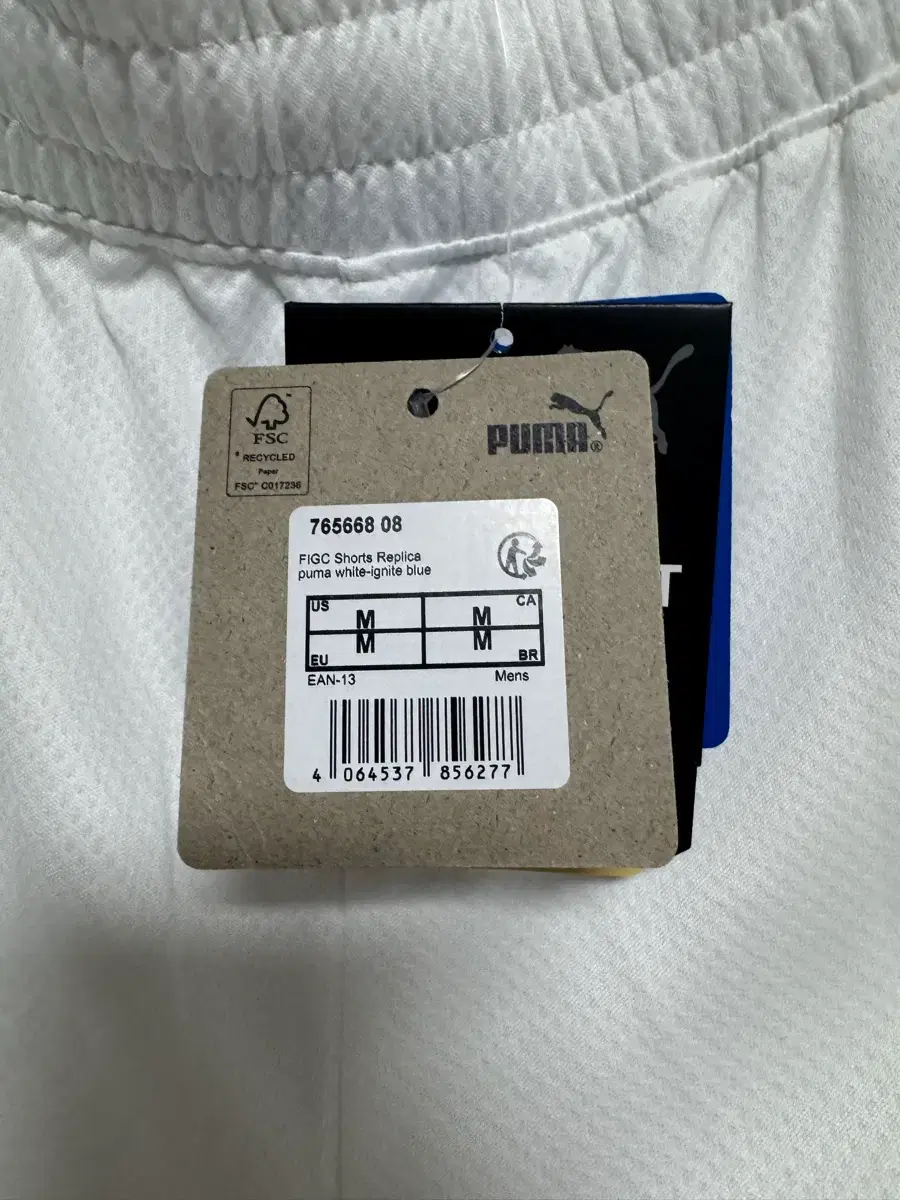 FSC
RECYCLED
Paper
FSC® C017236
PUMA®
T
765668 08
FIGC Shorts Replica
puma white-ignite blue
US M M CA
EU M M BR
EAN-13 Mens
4 064537 856277